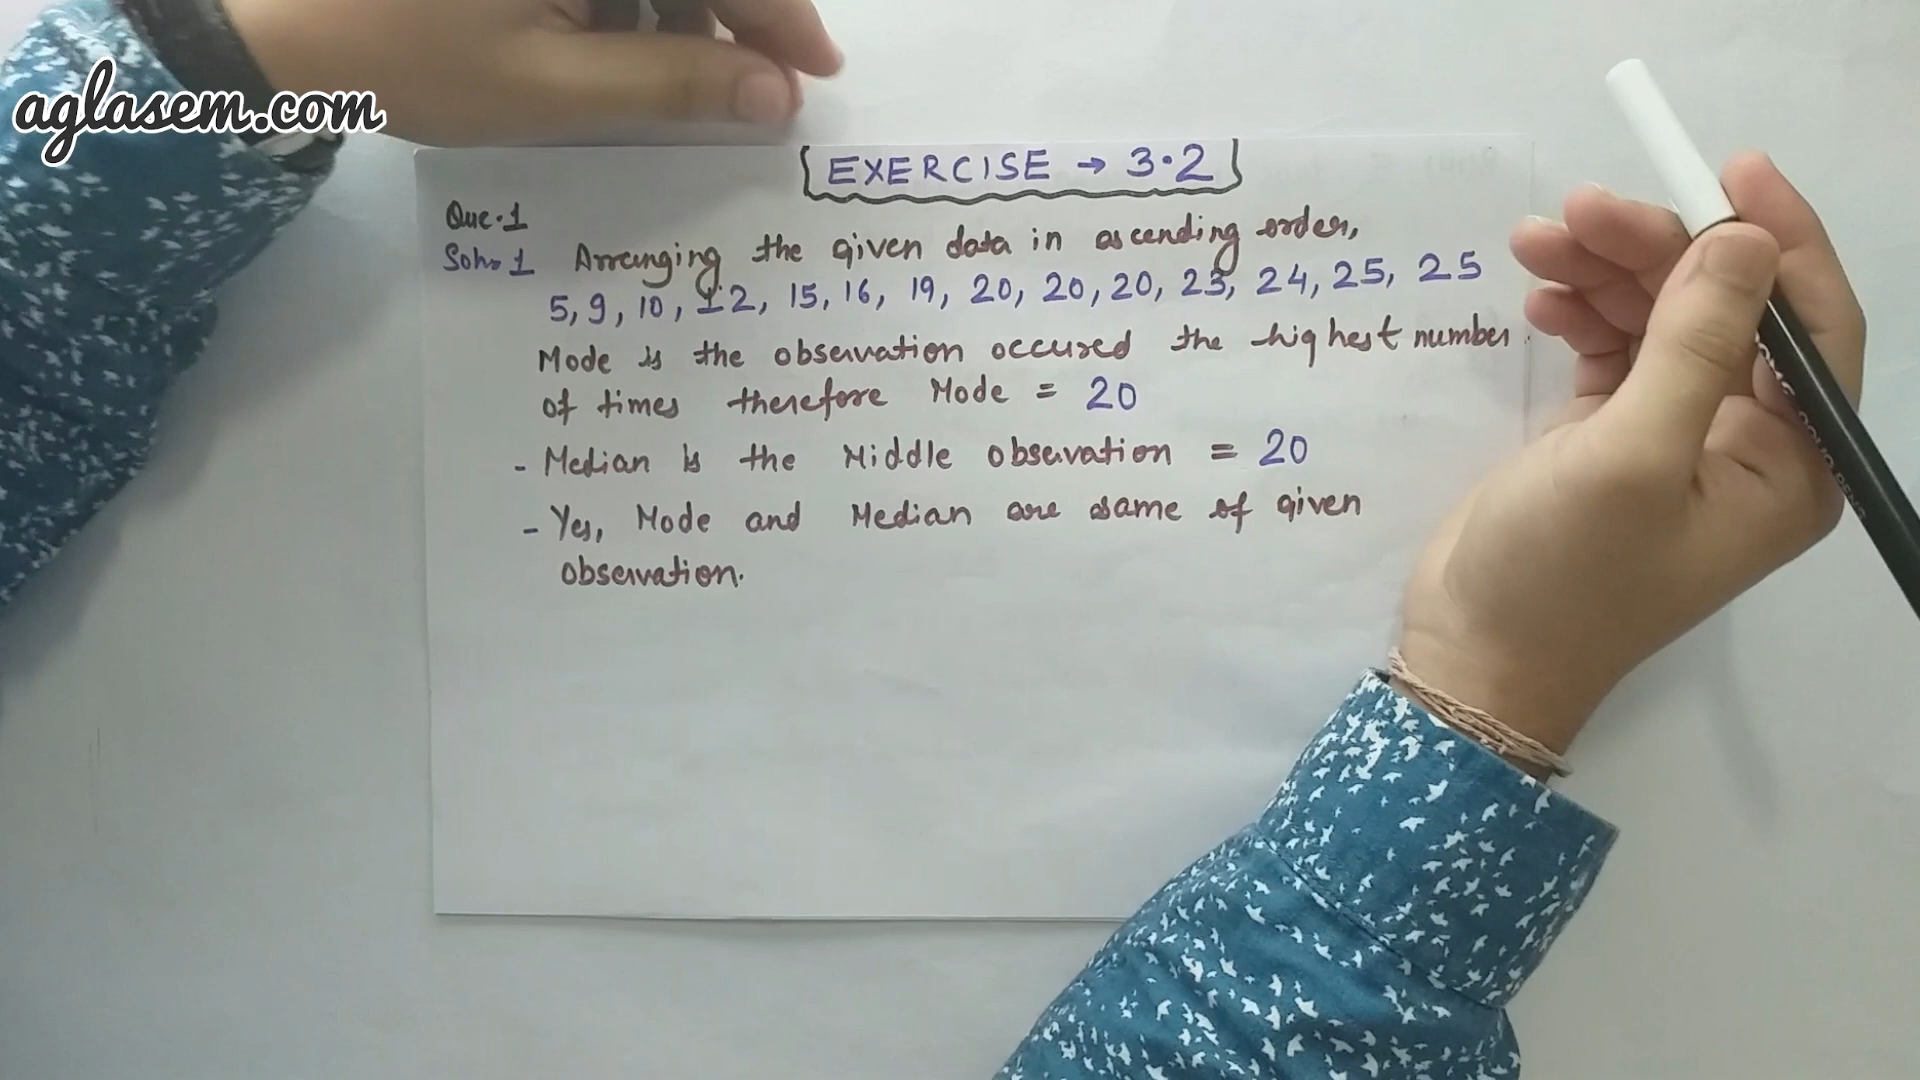 aglasem.com
EXERCISE → 3.2
Que.1
Soln 1 Arranging the given data in ascending order,
5, 9, 10, 12, 15, 16, 19, 20, 20, 20, 23, 24, 25, 25
Mode is the observation occured the highest number
of times therefore Mode = 20
- Median is the Middle observation = 20
- Yes, Mode and Median are same of given
observation.